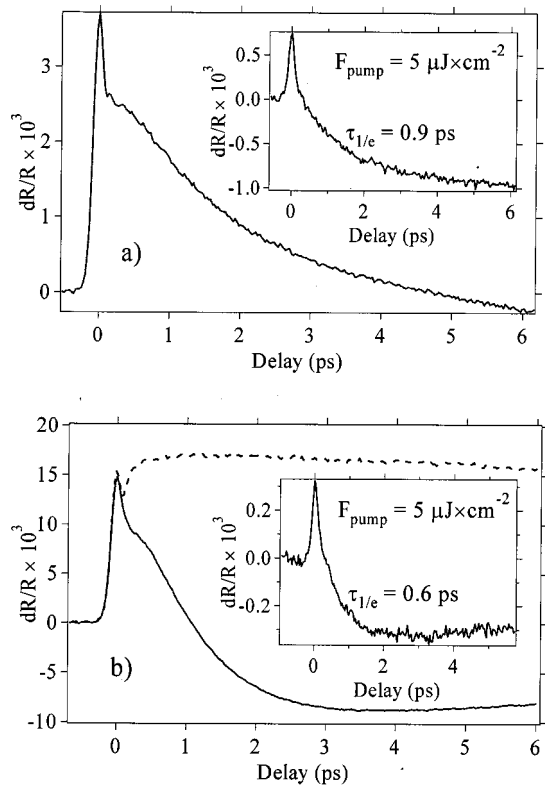 3
2
1
0
dR/R × 10³
a)
0
1
2
3
4
5
6
Delay (ps)
0.5
0.0
-0.5
-1.0
dR/R × 10³
F_pump = 5 μJ×cm⁻²
τ_1/e = 0.9 ps
0
2
4
6
Delay (ps)
20
15
10
5
0
-5
-10
dR/R × 10³
b)
0
1
2
3
4
5
6
Delay (ps)
0.2
0.0
-0.2
dR/R × 10³
F_pump = 5 μJ×cm⁻²
τ_1/e = 0.6 ps
0
2
4
Delay (ps)